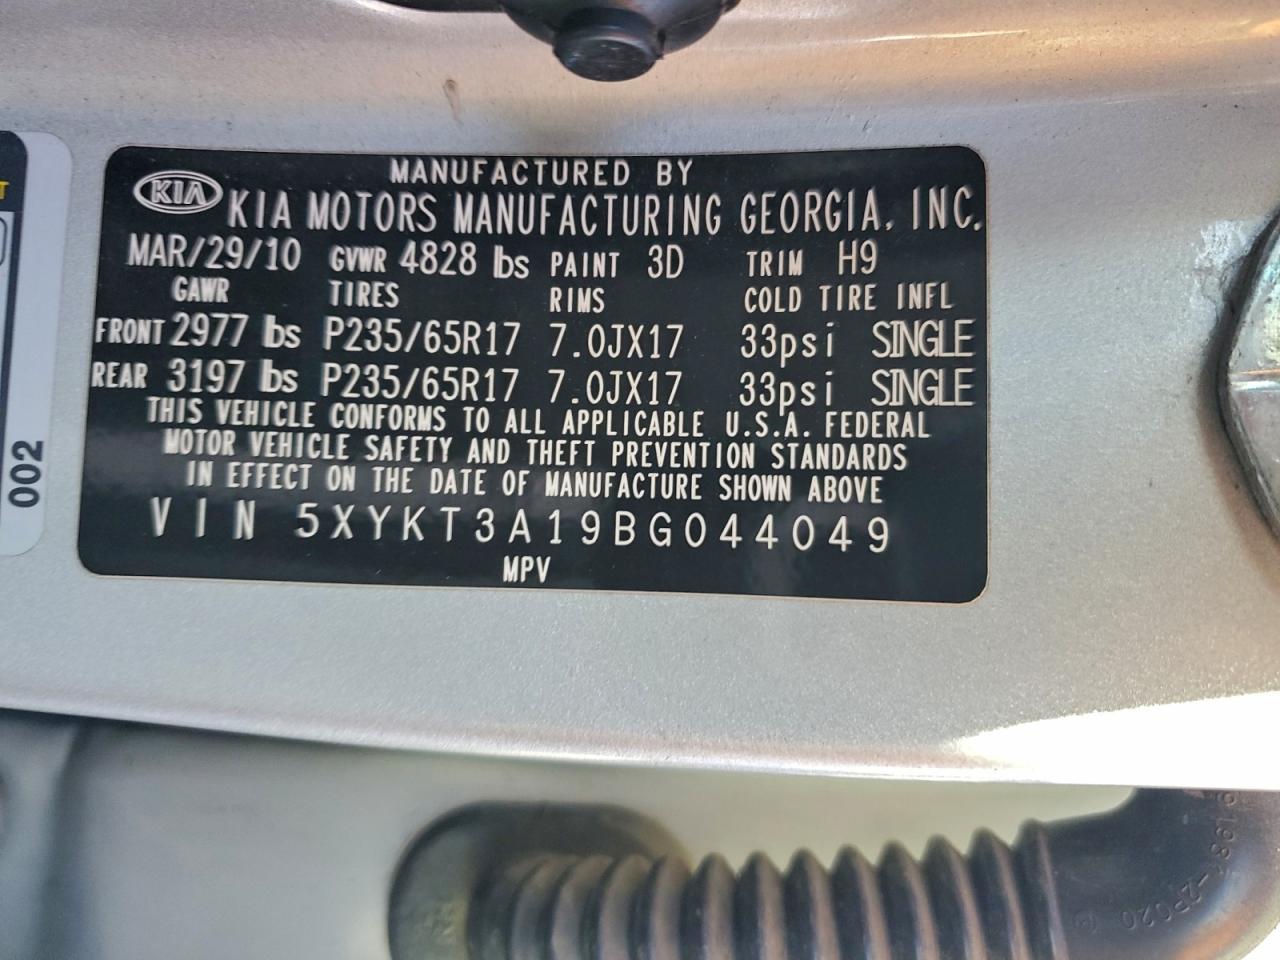 MANUFACTURED BY
KIA KIA MOTORS MANUFACTURING GEORGIA, INC.
MAR/29/10 GVWR 4828 lbs PAINT 3D TRIM H9
GAWR TIRES RIMS COLD TIRE INFL
FRONT 2977 lbs P235/65R17 7.0JX17 33psi SINGLE
REAR 3197 lbs P235/65R17 7.0JX17 33psi SINGLE
THIS VEHICLE CONFORMS TO ALL APPLICABLE U.S.A. FEDERAL
MOTOR VEHICLE SAFETY AND THEFT PREVENTION STANDARDS
IN EFFECT ON THE DATE OF MANUFACTURE SHOWN ABOVE
VIN 5XYKT3A19BG044049
MPV
002